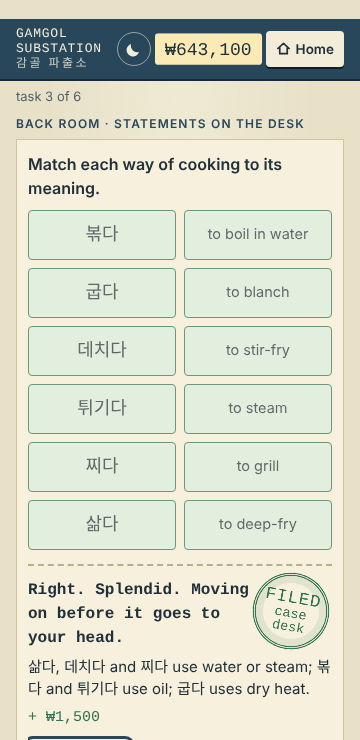 GAMGOL
SUBSTATION
감골 파출소
₩643,100
Home
task 3 of 6
BACK ROOM · STATEMENTS ON THE DESK
Match each way of cooking to its
meaning.
볶다
to boil in water
굽다
to blanch
데치다
to stir-fry
튀기다
to steam
찌다
to grill
삶다
to deep-fry
Right. Splendid. Moving
on before it goes to
your head.
FILED
case
desk
삶다, 데치다 and 찌다 use water or steam; 볶
다 and 튀기다 use oil; 굽다 uses dry heat.
+ ₩1,500